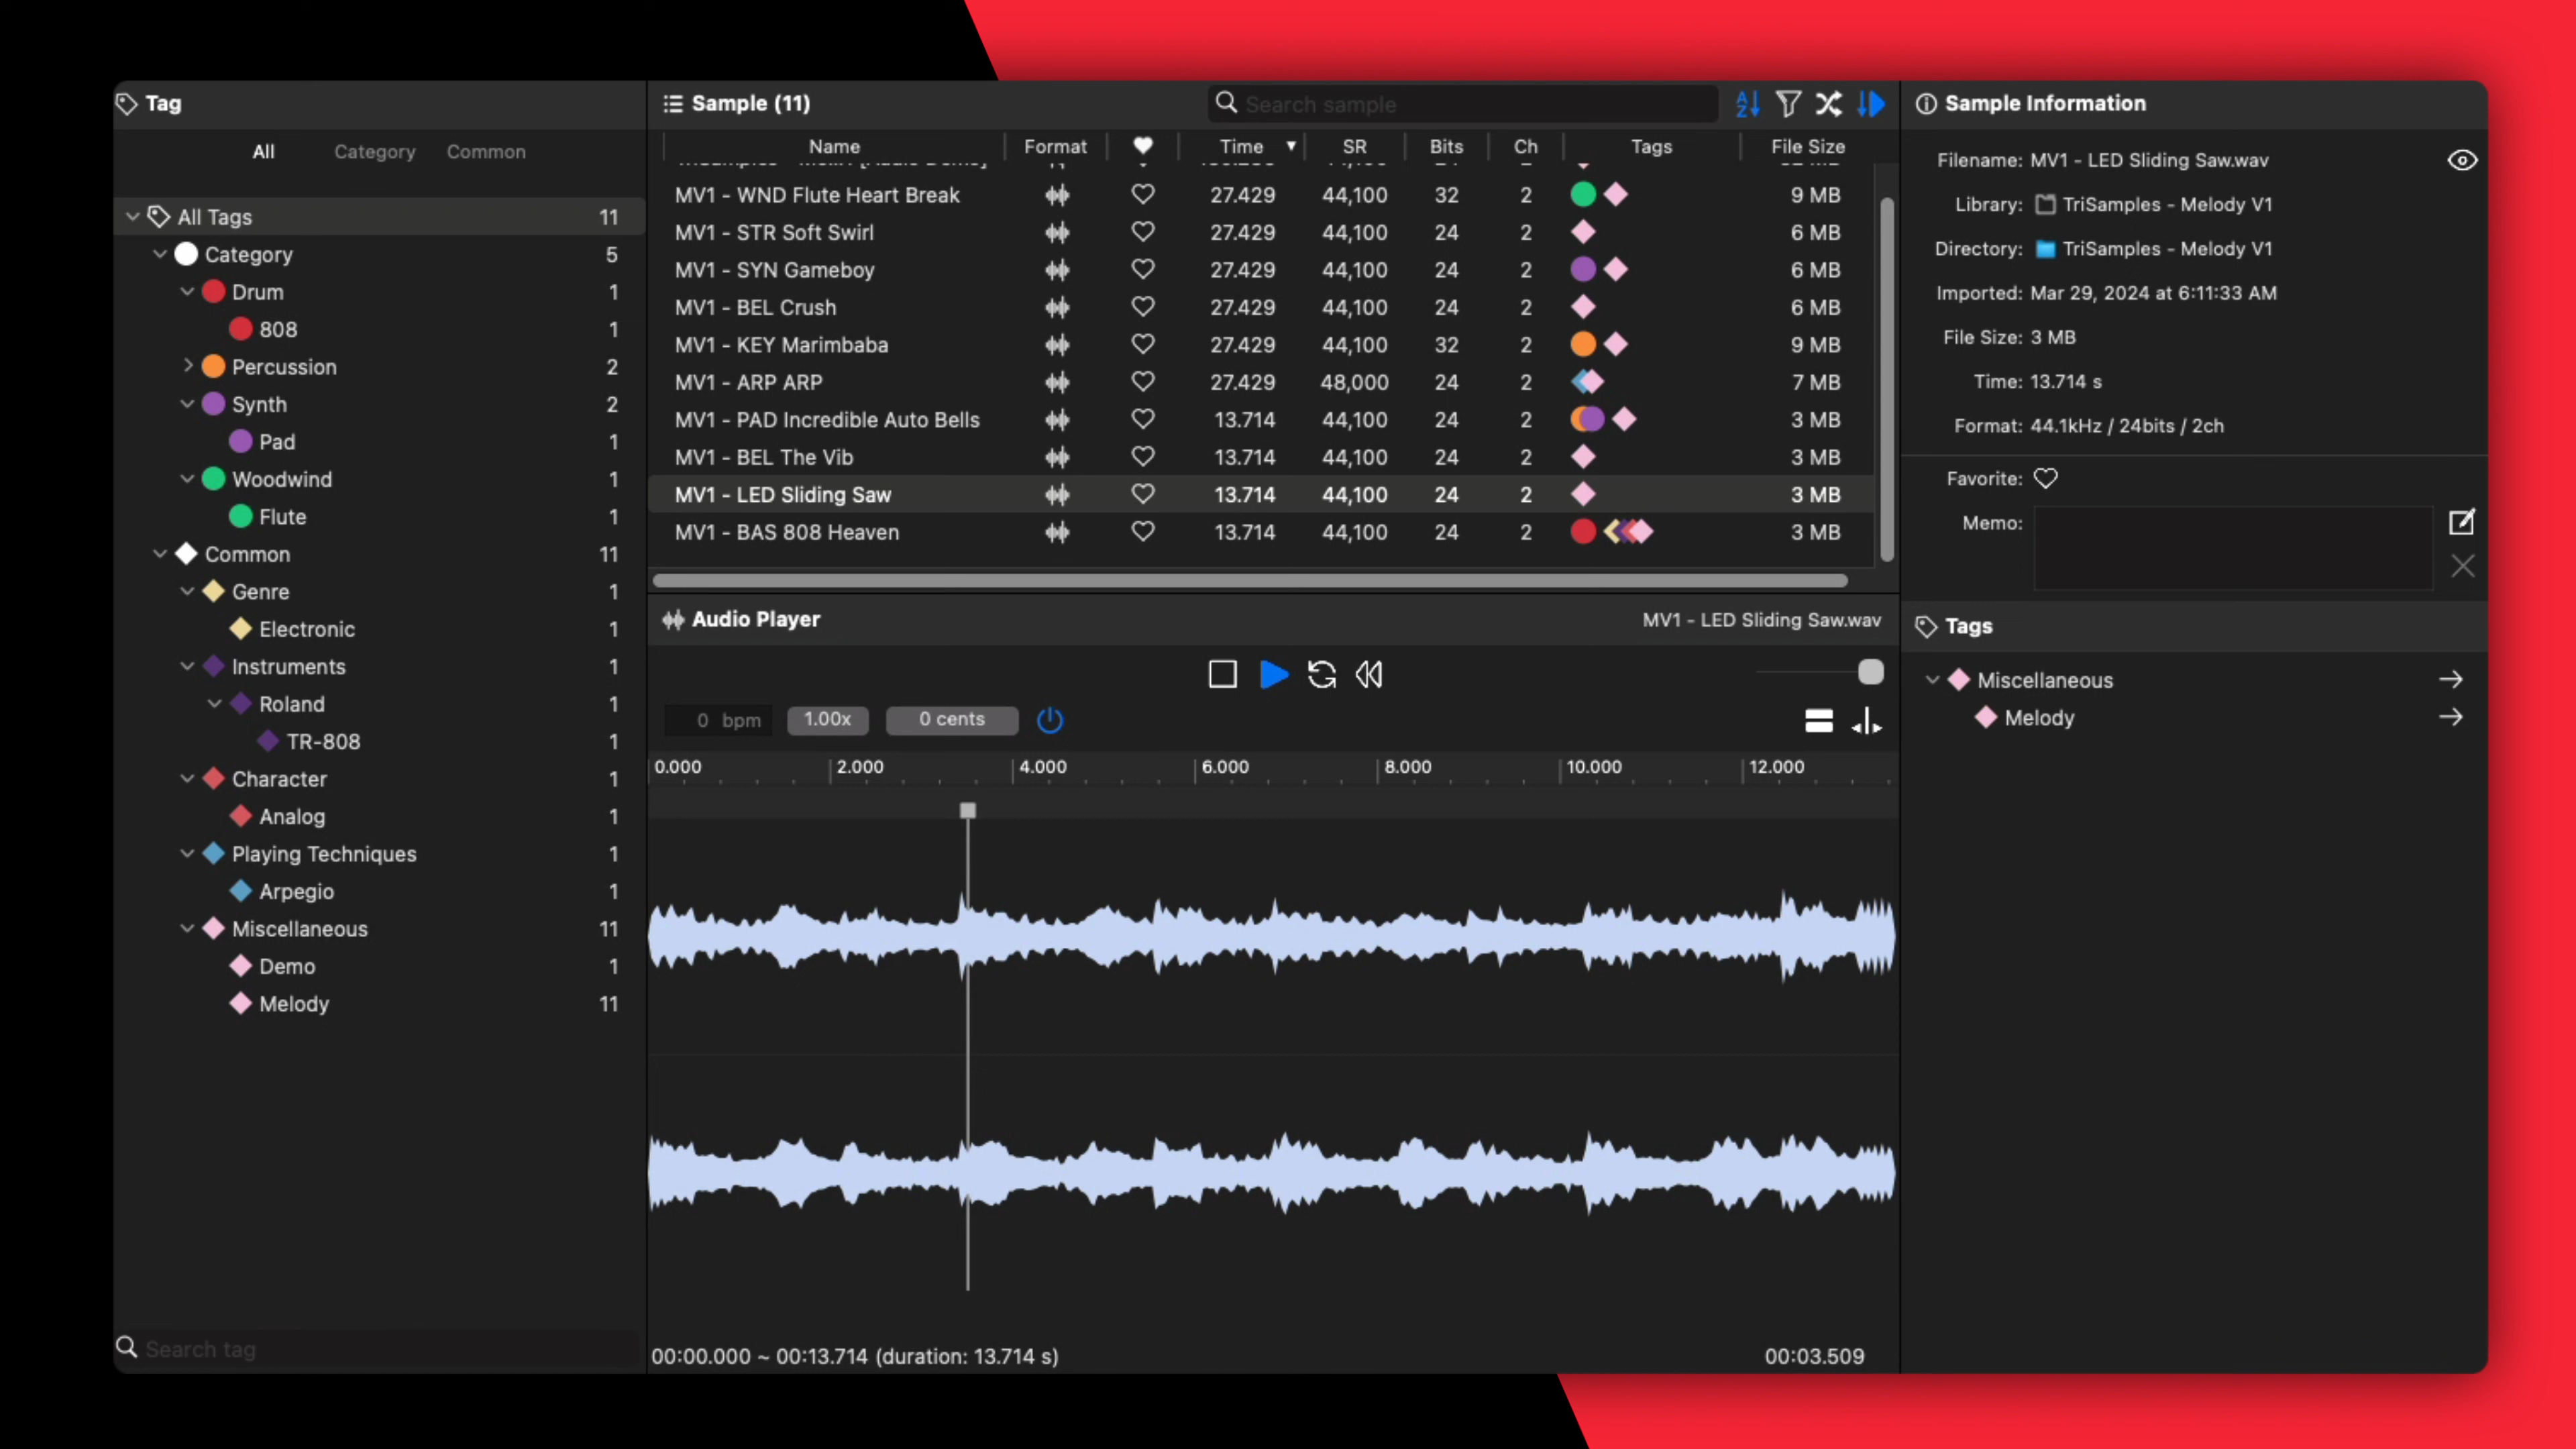 Tag
All Category Common
All Tags 11
Category 5
Drum 1
808 1
Percussion 2
Synth 2
Pad 1
Woodwind 1
Flute 1
Common 11
Genre 1
Electronic 1
Instruments 1
Roland 1
TR-808 1
Character 1
Analog 1
Playing Techniques 1
Arpegio 1
Miscellaneous 11
Demo 1
Melody 11
Search tag
Sample (11) Search sample
Name Format Time ▼ SR Bits Ch Tags File Size
MV1 - WND Flute Heart Break 27.429 44,100 32 2 9 MB
MV1 - STR Soft Swirl 27.429 44,100 24 2 6 MB
MV1 - SYN Gameboy 27.429 44,100 24 2 6 MB
MV1 - BEL Crush 27.429 44,100 24 2 6 MB
MV1 - KEY Marimbaba 27.429 44,100 32 2 9 MB
MV1 - ARP ARP 27.429 48,000 24 2 7 MB
MV1 - PAD Incredible Auto Bells 13.714 44,100 24 2 3 MB
MV1 - BEL The Vib 13.714 44,100 24 2 3 MB
MV1 - LED Sliding Saw 13.714 44,100 24 2 3 MB
MV1 - BAS 808 Heaven 13.714 44,100 24 2 3 MB
Audio Player MV1 - LED Sliding Saw.wav
0 bpm 1.00x 0 cents
0.000 2.000 4.000 6.000 8.000 10.000 12.000
00:00.000 ~ 00:13.714 (duration: 13.714 s) 00:03.509
Sample Information
Filename: MV1 - LED Sliding Saw.wav
Library: TriSamples - Melody V1
Directory: TriSamples - Melody V1
Imported: Mar 29, 2024 at 6:11:33 AM
File Size: 3 MB
Time: 13.714 s
Format: 44.1kHz / 24bits / 2ch
Favorite:
Memo:
Tags
Miscellaneous
Melody